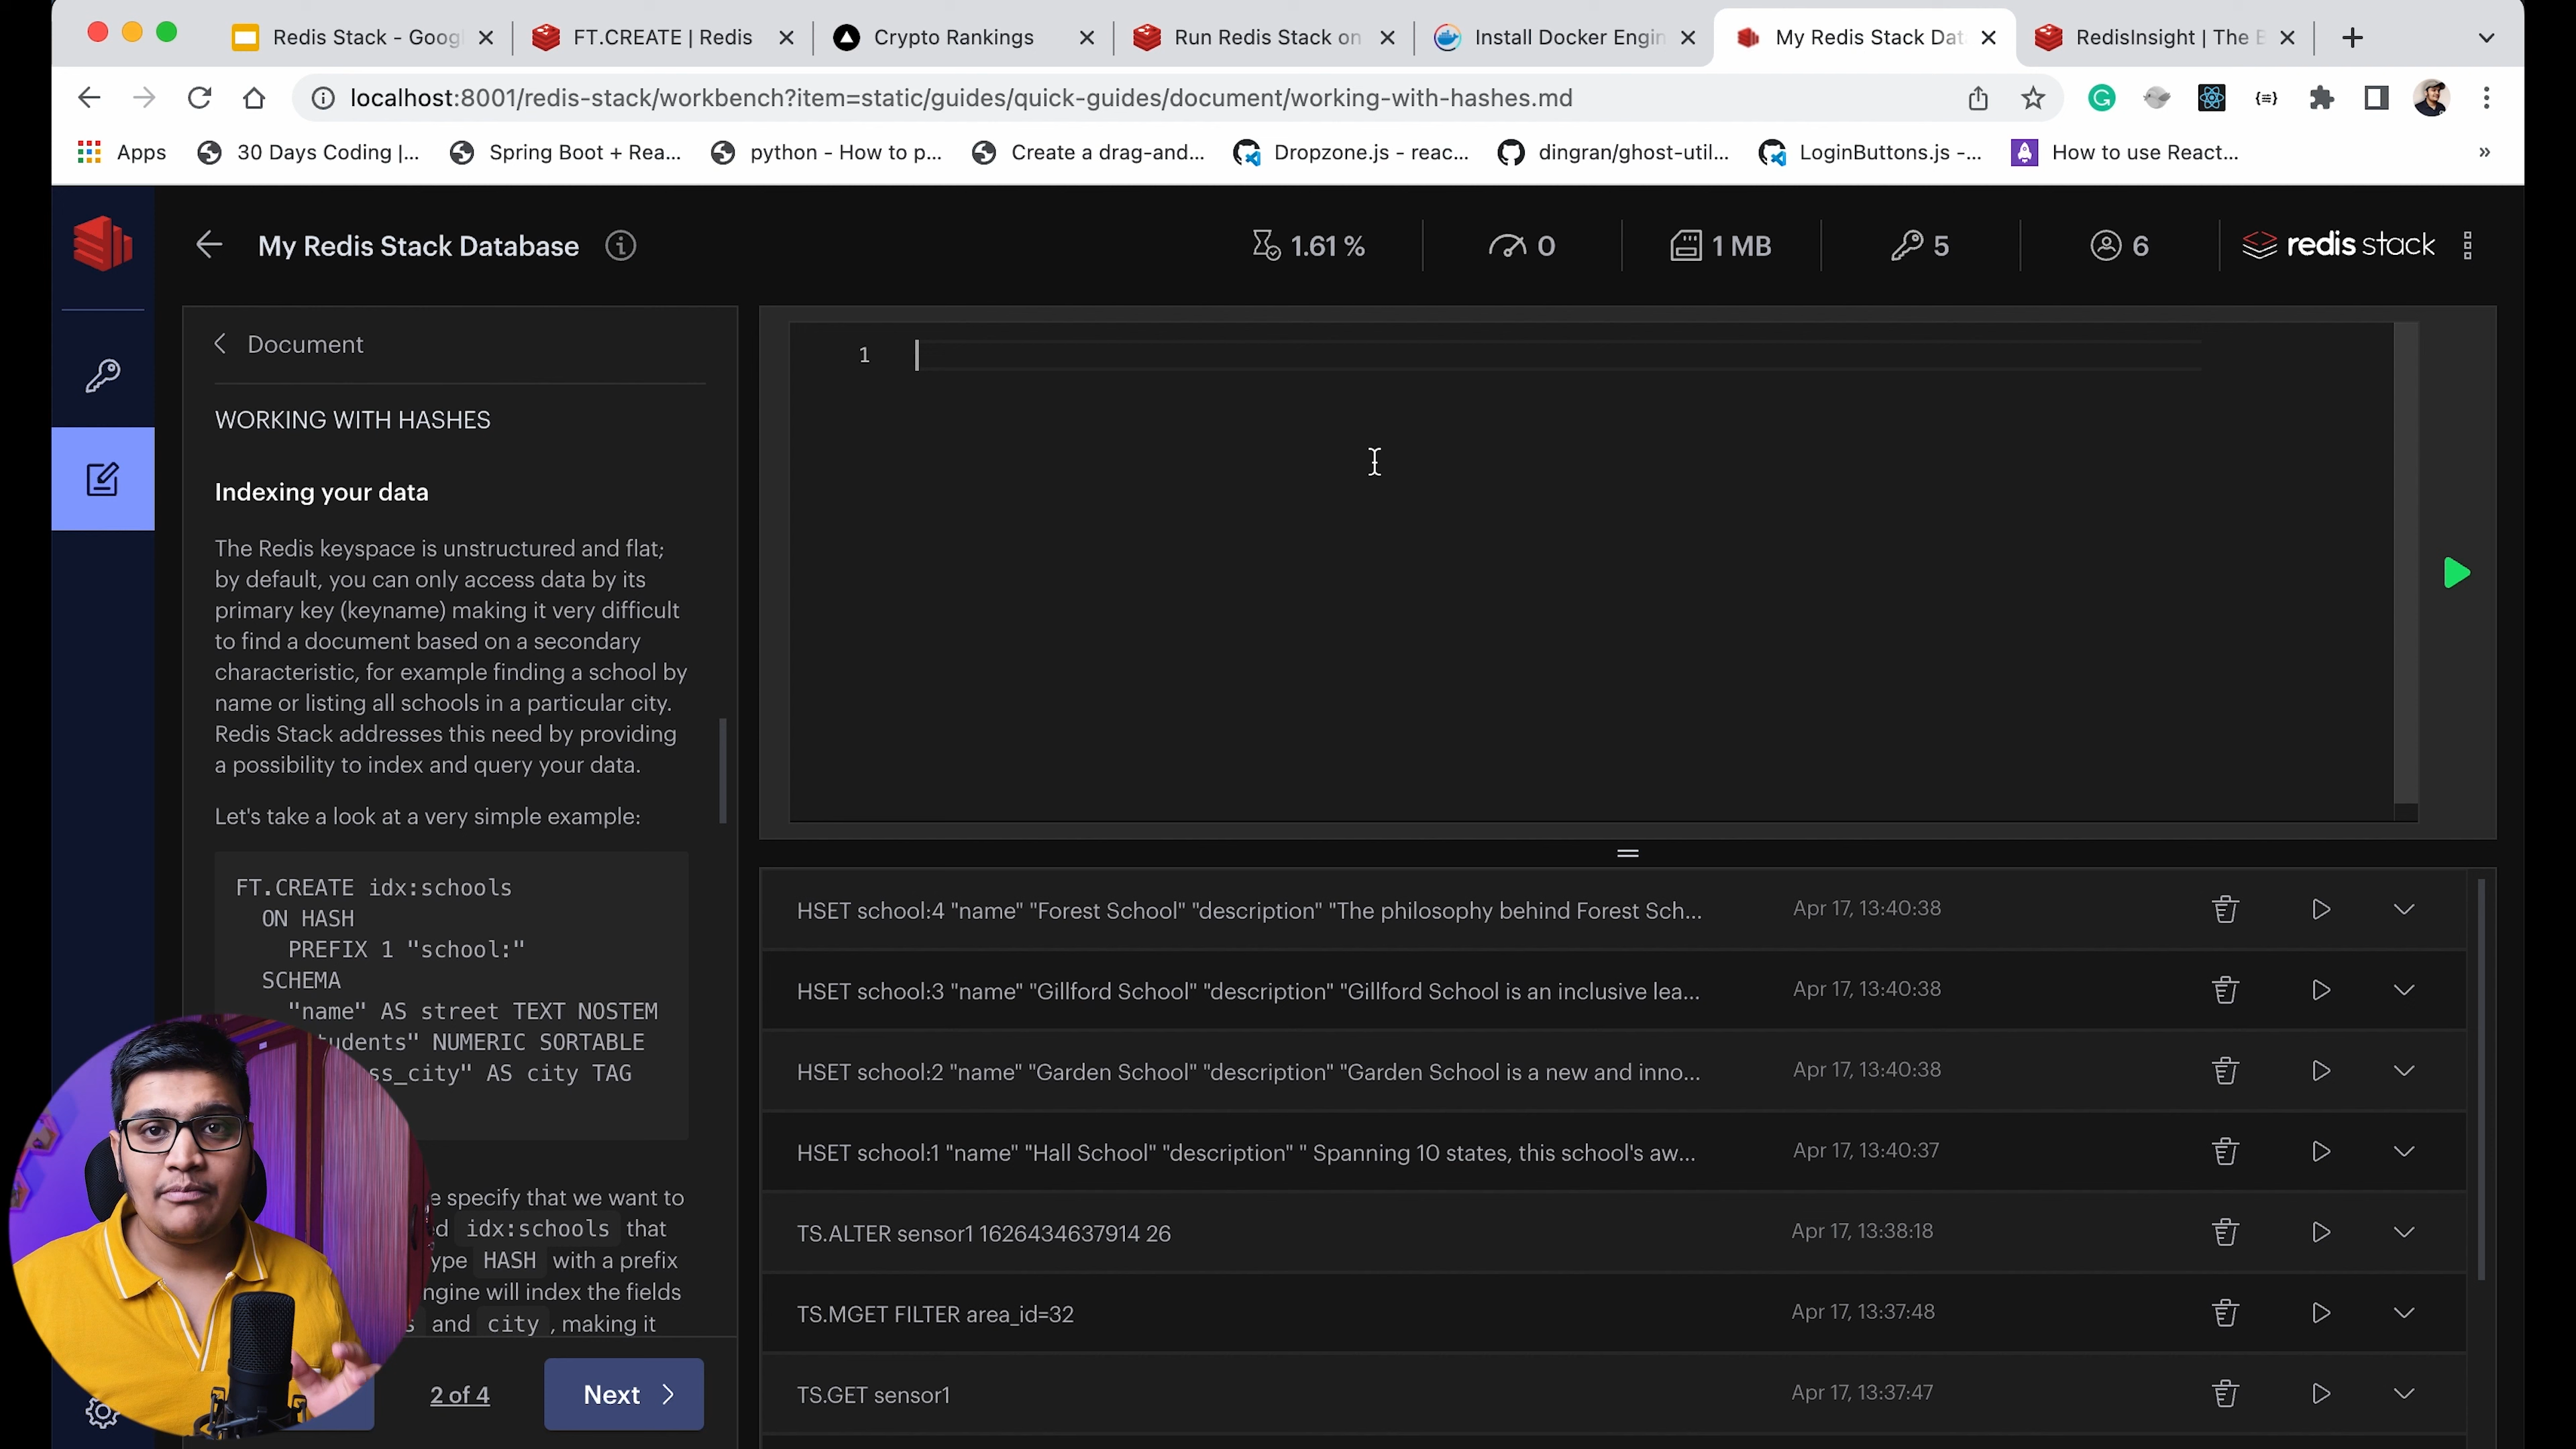 Redis Stack - Goog
FT.CREATE | Redis
Crypto Rankings
Run Redis Stack on
Install Docker Engin
My Redis Stack Dat
RedisInsight | The
localhost:8001/redis-stack/workbench?item=static/guides/quick-guides/document/working-with-hashes.md
Apps
30 Days Coding |...
Spring Boot + Rea...
python - How to p...
Create a drag-and...
Dropzone.js - reac...
dingran/ghost-util...
LoginButtons.js -...
How to use React...
My Redis Stack Database
1.61 %
0
1 MB
5
6
redis stack
Document
WORKING WITH HASHES
Indexing your data
The Redis keyspace is unstructured and flat;
by default, you can only access data by its
primary key (keyname) making it very difficult
to find a document based on a secondary
characteristic, for example finding a school by
name or listing all schools in a particular city.
Redis Stack addresses this need by providing
a possibility to index and query your data.
Let's take a look at a very simple example:
FT.CREATE idx:schools
ON HASH
PREFIX 1 "school:"
SCHEMA
"name" AS street TEXT NOSTEM
udents" NUMERIC SORTABLE
ss_city" AS city TAG
e specify that we want to
idx:schools that
ype HASH with a prefix
ngine will index the fields
and city , making it
2 of 4
Next
1
HSET school:4 "name" "Forest School" "description" "The philosophy behind Forest Sch...
Apr 17, 13:40:38
HSET school:3 "name" "Gillford School" "description" "Gillford School is an inclusive lea...
Apr 17, 13:40:38
HSET school:2 "name" "Garden School" "description" "Garden School is a new and inno...
Apr 17, 13:40:38
HSET school:1 "name" "Hall School" "description" " Spanning 10 states, this school's aw...
Apr 17, 13:40:37
TS.ALTER sensor1 1626434637914 26
Apr 17, 13:38:18
TS.MGET FILTER area_id=32
Apr 17, 13:37:48
TS.GET sensor1
Apr 17, 13:37:47